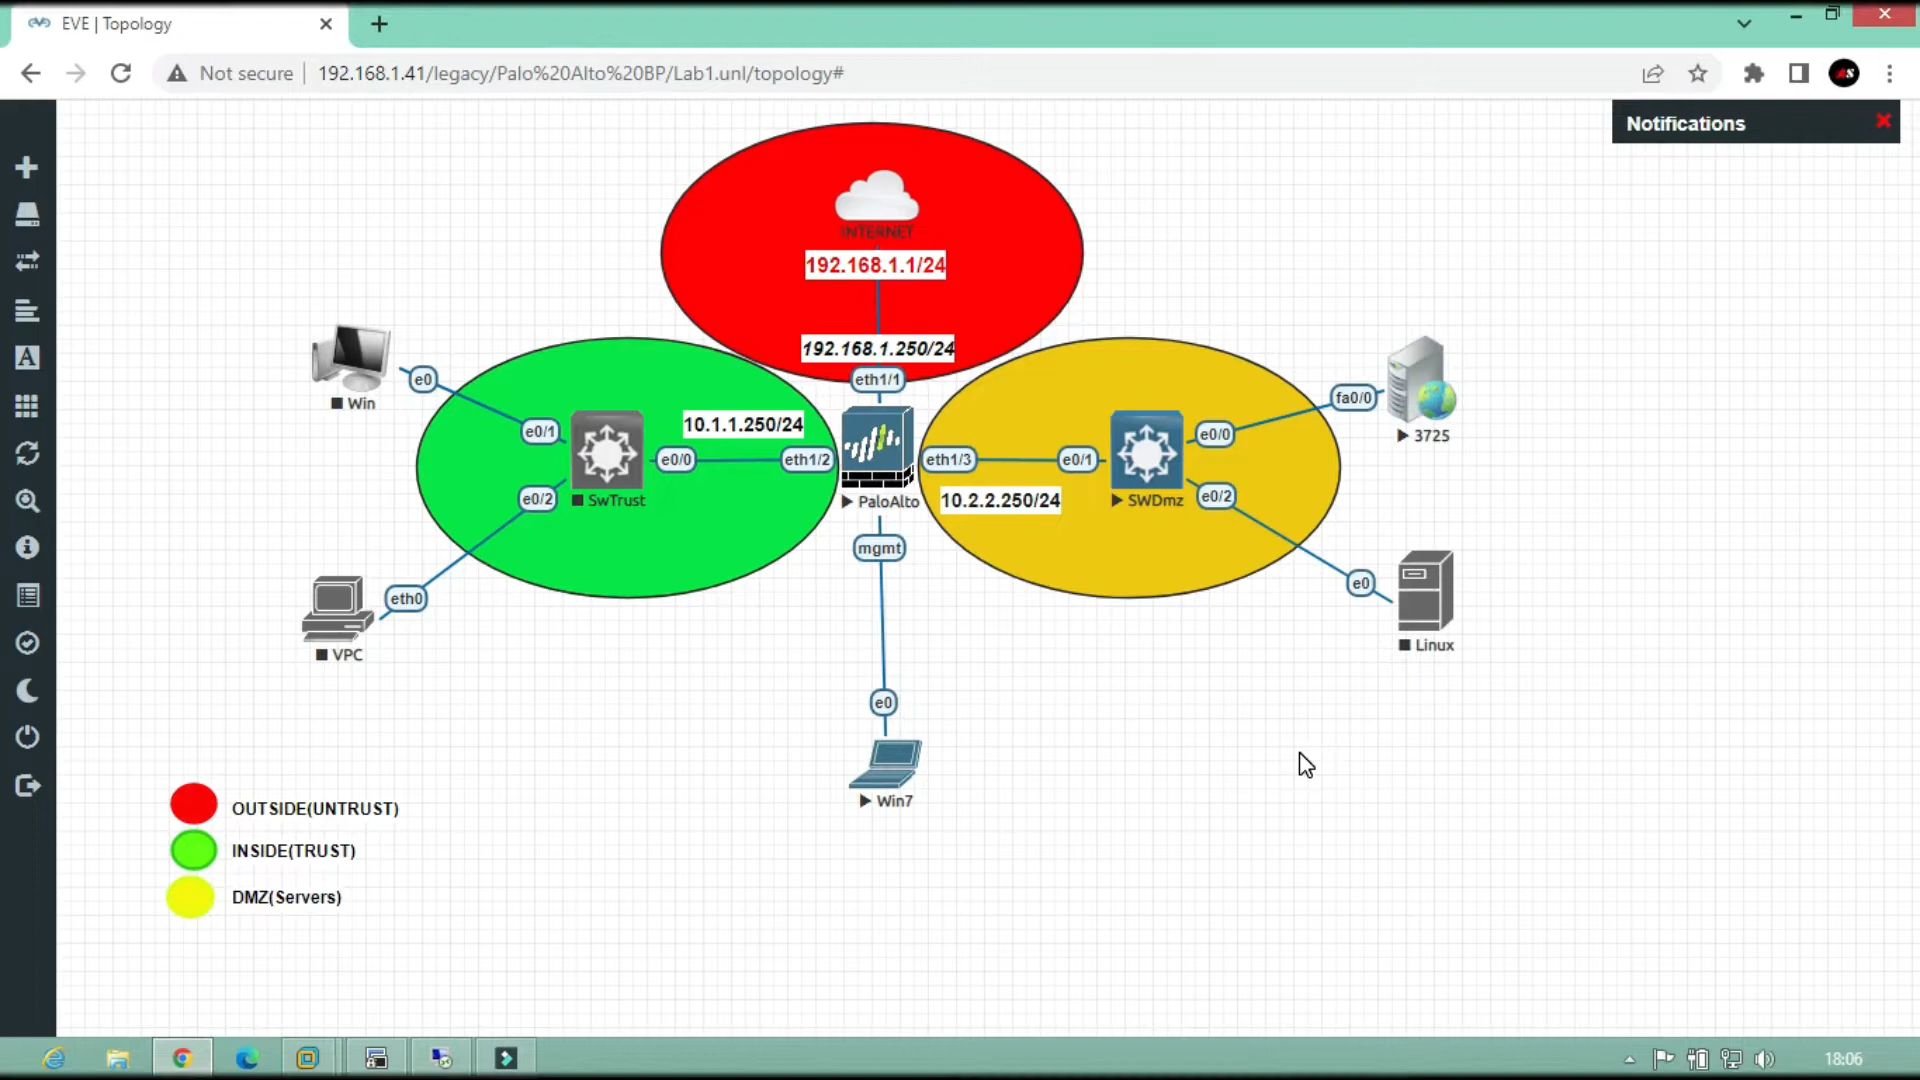 EVE | Topology
Not secure
192.168.1.41/legacy/Palo%20Alto%20BP/Lab1.unl/topology#
Notifications
INTERNET
192.168.1.1/24
192.168.1.250/24
eth1/1
Win
e0
e0/1
10.1.1.250/24
e0/0
eth1/2
e0/2
SwTrust
PaloAlto
eth1/3
e0/1
10.2.2.250/24
SWDmz
e0/0
fa0/0
3725
e0/2
e0
Linux
eth0
VPC
mgmt
e0
Win7
OUTSIDE(UNTRUST)
INSIDE(TRUST)
DMZ(Servers)
18:06